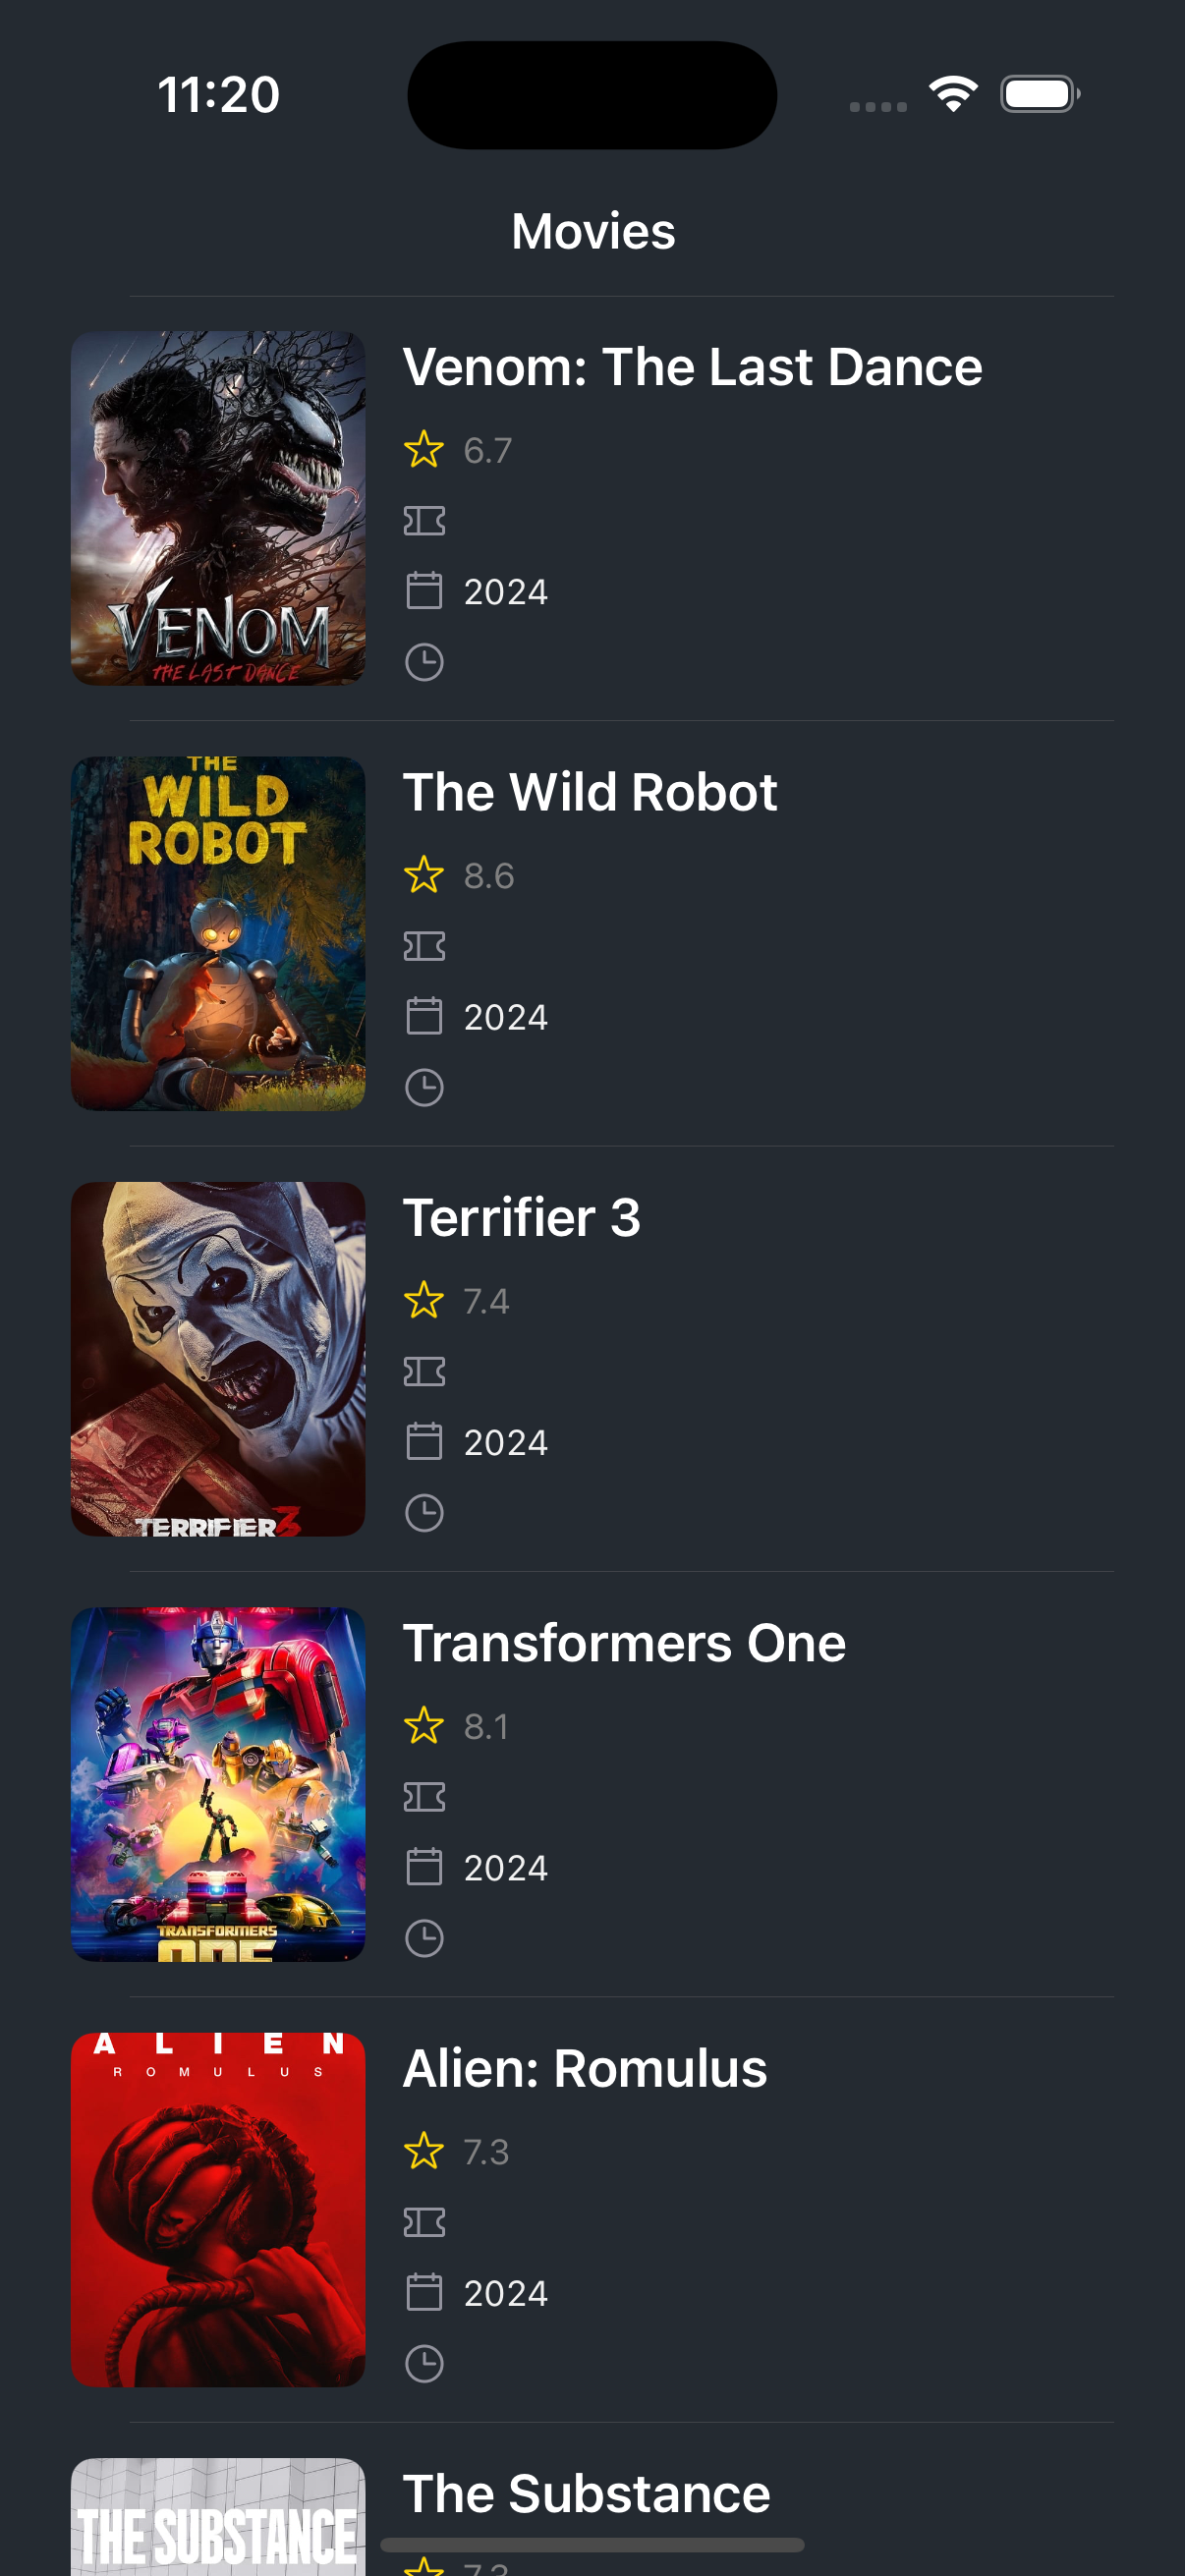 11:20
Movies
VENOM
THE LAST DANCE
Venom: The Last Dance
6.7
2024
THE
WILD
ROBOT
The Wild Robot
8.6
2024
TERRIFIER 3
Terrifier 3
7.4
2024
TRANSFORMERS
ONE
Transformers One
8.1
2024
ALIEN
ROMULUS
Alien: Romulus
7.3
2024
THE SUBSTANCE
The Substance
7.3